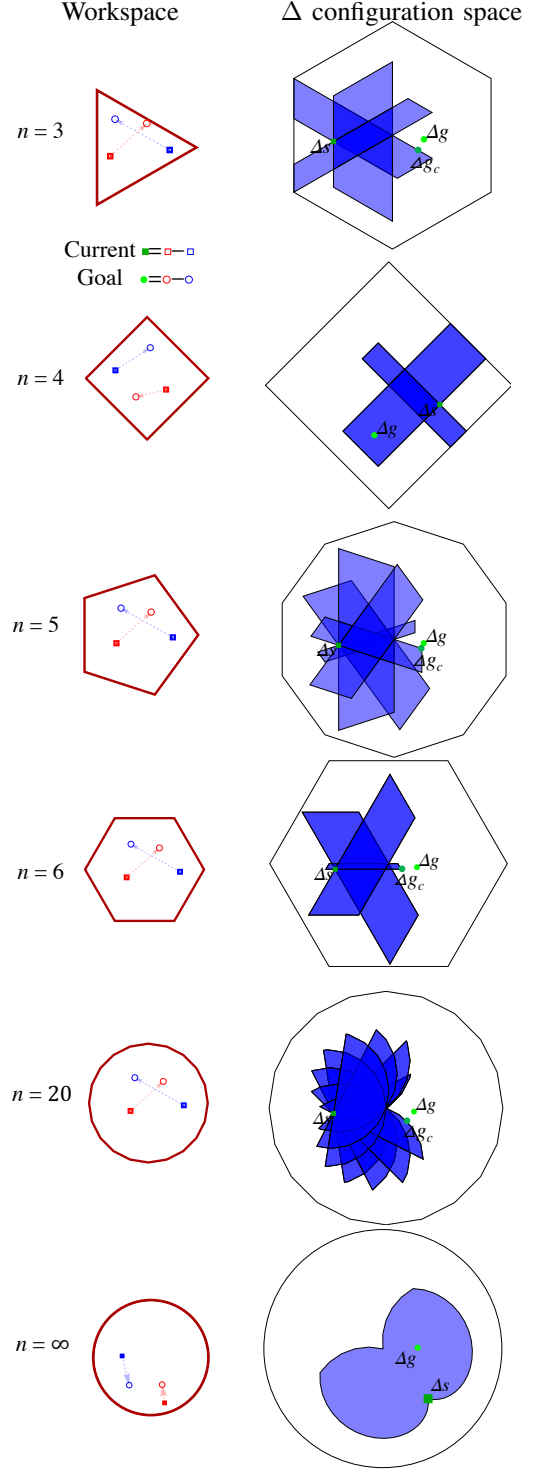 Workspace Δ configuration space
n = 3
Δs
Δg
Δg_c
Current
Goal
n = 4
Δs
Δg
n = 5
Δs
Δg
Δg_c
n = 6
Δs
Δg
Δg_c
n = 20
Δs
Δg
Δg_c
n = ∞
Δg
Δs